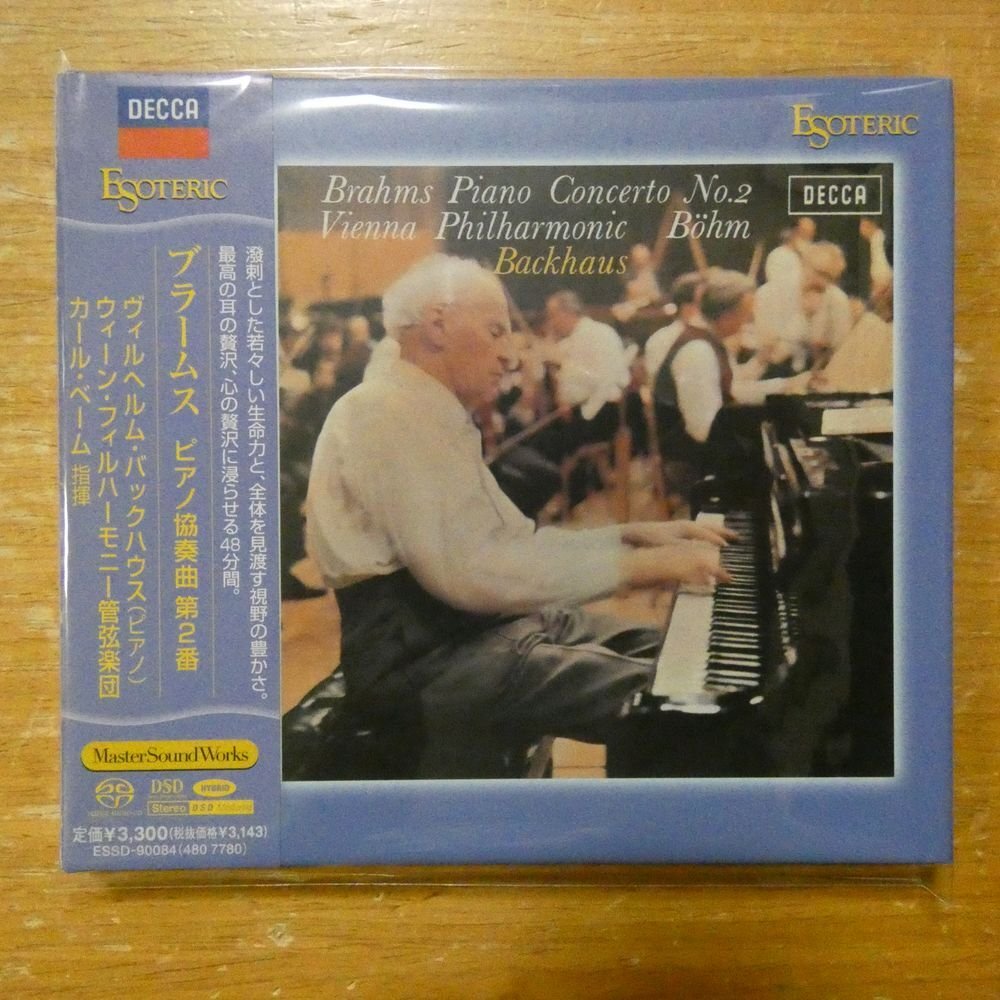 DECCA
ESOTERIC
潑剌とした若々しい生命力と、全体を見渡す視野の豊かさ。
最高の耳の贅沢、心の贅沢に浸らせる48分間。
ブラームス ピアノ協奏曲 第2番
ヴィルヘルム・バックハウス(ピアノ)
ウィーン・フィルハーモニー管弦楽団
カール・ベーム 指揮
MasterSoundWorks
DSD
HYBRID
Stereo
DSD
定価¥3,300(税抜価格¥3,143)
ESSD-90084(480 7780)
ESOTERIC
Brahms Piano Concerto No.2
Vienna Philharmonic Böhm
Backhaus
DECCA